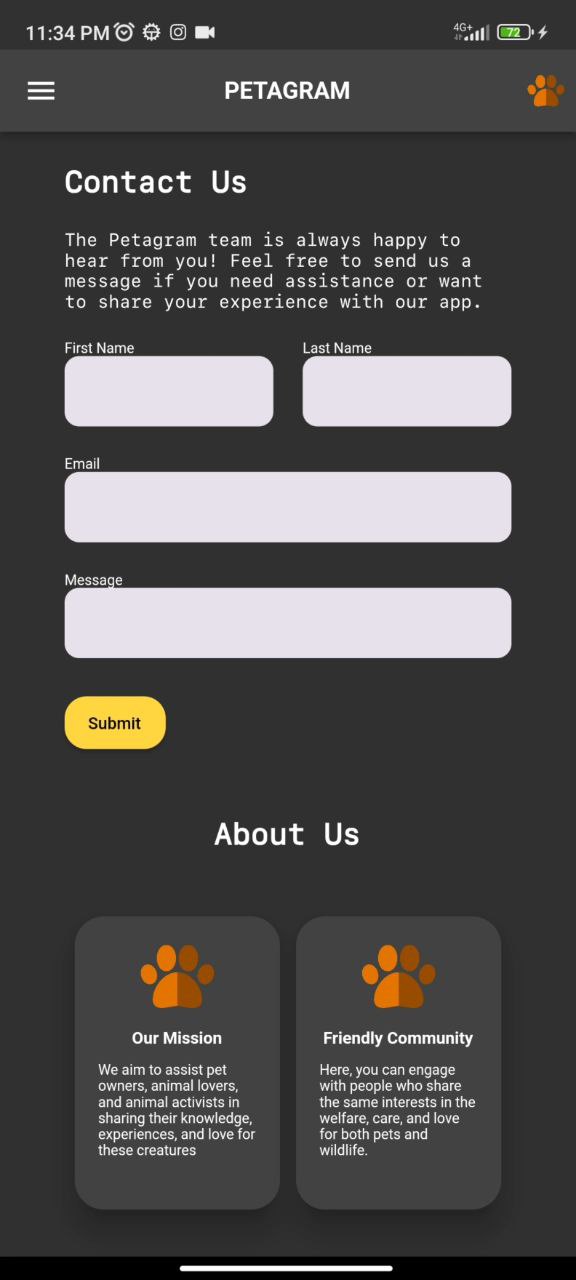 11:34 PM 4G+ 72
PETAGRAM
Contact Us
The Petagram team is always happy to
hear from you! Feel free to send us a
message if you need assistance or want
to share your experience with our app.
First Name Last Name
Email
Message
Submit
About Us
Our Mission
We aim to assist pet
owners, animal lovers,
and animal activists in
sharing their knowledge,
experiences, and love for
these creatures
Friendly Community
Here, you can engage
with people who share
the same interests in the
welfare, care, and love
for both pets and
wildlife.